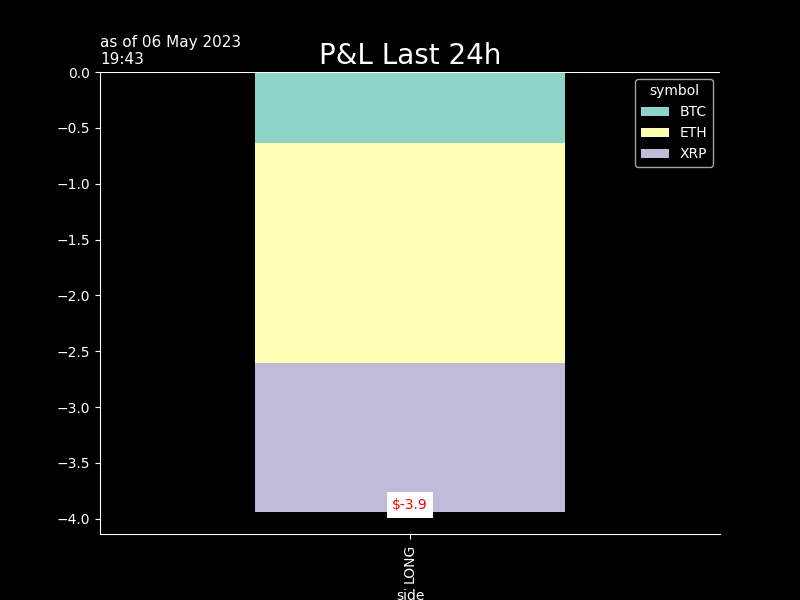 as of 06 May 2023
19:43
P&L Last 24h
0.0
−0.5
−1.0
−1.5
−2.0
−2.5
−3.0
−3.5
−4.0
symbol
BTC
ETH
XRP
$-3.9
LONG
side